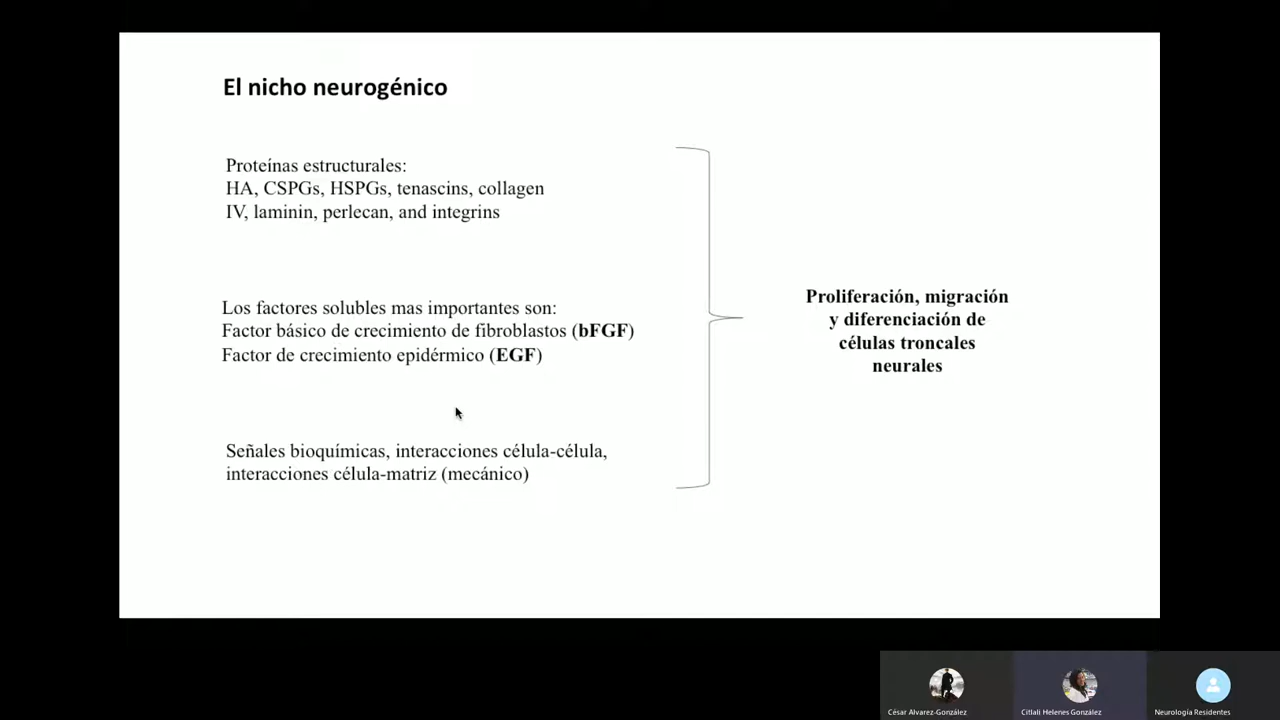 El nicho neurogénico
Proteínas estructurales:
HA, CSPGs, HSPGs, tenascins, collagen
IV, laminin, perlecan, and integrins
Los factores solubles mas importantes son:
Factor básico de crecimiento de fibroblastos (bFGF)
Factor de crecimiento epidérmico (EGF)
Señales bioquímicas, interacciones célula-célula,
interacciones célula-matriz (mecánico)
Proliferación, migración
y diferenciación de
células troncales
neurales
César Alvarez-González
Citlali Helenes González
Neurología Residentes